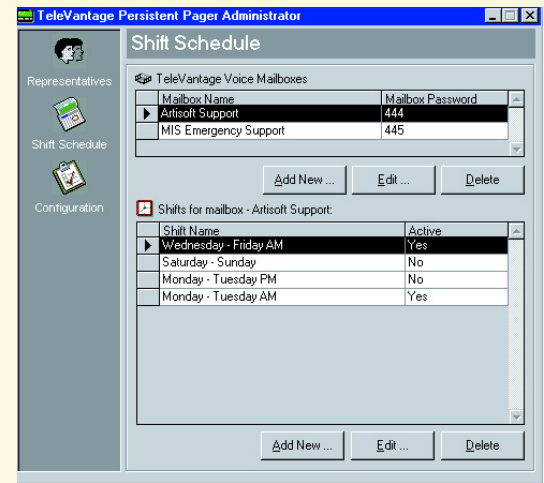 TeleVantage Persistent Pager Administrator
Shift Schedule
Representatives
Shift Schedule
Configuration
TeleVantage Voice Mailboxes
Mailbox Name Mailbox Password
Artisoft Support 444
MIS Emergency Support 445
Add New ... Edit ... Delete
Shifts for mailbox - Artisoft Support:
Shift Name Active
Wednesday - Friday AM Yes
Saturday - Sunday No
Monday - Tuesday PM No
Monday - Tuesday AM Yes
Add New ... Edit ... Delete